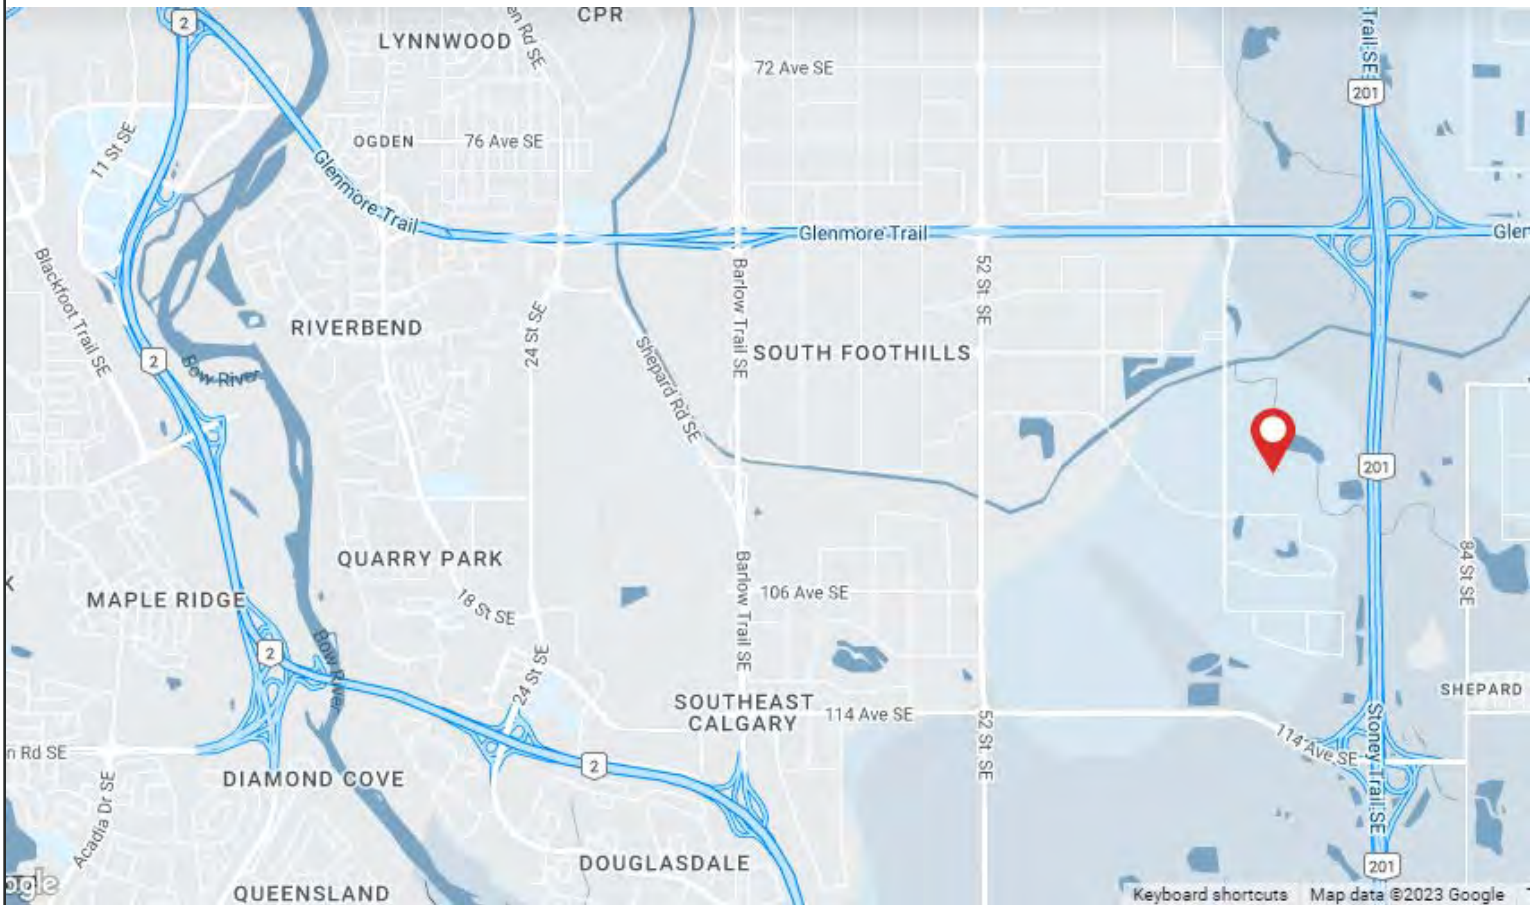 2
CPR
en Rd SE
LYNNWOOD
72 Ave SE
Trail SE
201
11 St SE
OGDEN
76 Ave SE
Glenmore Trail
Glenmore Trail
Glen
Blackfoot Trail SE
Barlow Trail SE
52 St. SE
RIVERBEND
24 St SE
SOUTH FOOTHILLS
2
Bow River
Shepard Rd SE
201
QUARRY PARK
84 St SE
K
MAPLE RIDGE
18 St SE
Barlow Trail SE
106 Ave SE
2
Bow River
24 St SE
SOUTHEAST
CALGARY
114 Ave SE
52 St. SE
SHEPARD
114 Ave SE
Stoney Trail SE
n Rd SE
DIAMOND COVE
2
Acadia Dr SE
DOUGLASDALE
201
QUEENSLAND
ogle
Keyboard shortcuts
Map data ©2023 Google